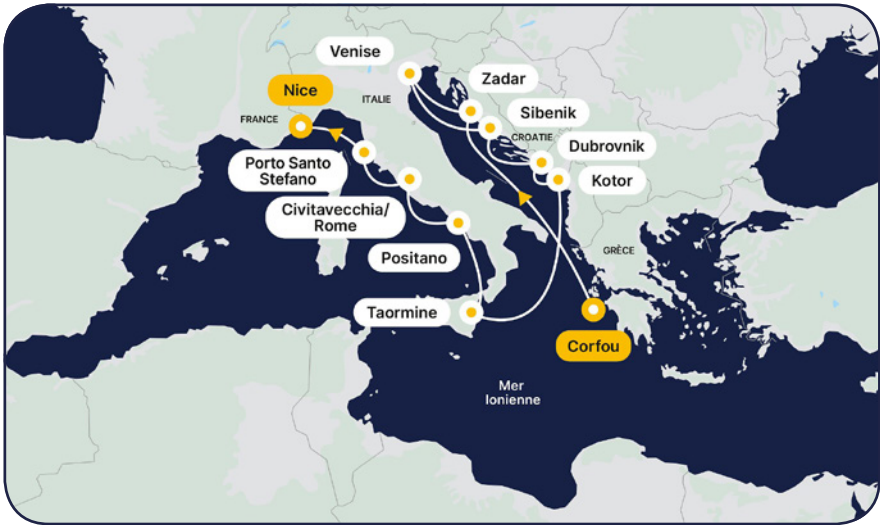 Venise
Zadar
Nice
ITALIE
Sibenik
FRANCE
CROATIE
Dubrovnik
Porto Santo
Stefano
Kotor
Civitavecchia/
Rome
Positano
GRÈCE
Taormine
Corfou
Mer
Ionienne